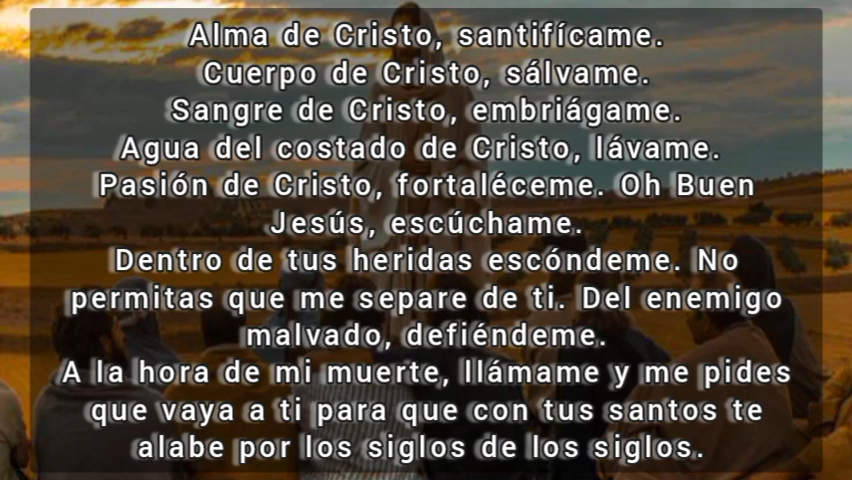 Alma de Cristo, santifícame.
Cuerpo de Cristo, sálvame.
Sangre de Cristo, embriágame.
Agua del costado de Cristo, lávame.
Pasión de Cristo, fortaléceme. Oh Buen
Jesús, escúchame.
Dentro de tus heridas escóndeme. No
permitas que me separe de ti. Del enemigo
malvado, defiéndeme.
A la hora de mi muerte, llámame y me pides
que vaya a ti para que con tus santos te
alabe por los siglos de los siglos.